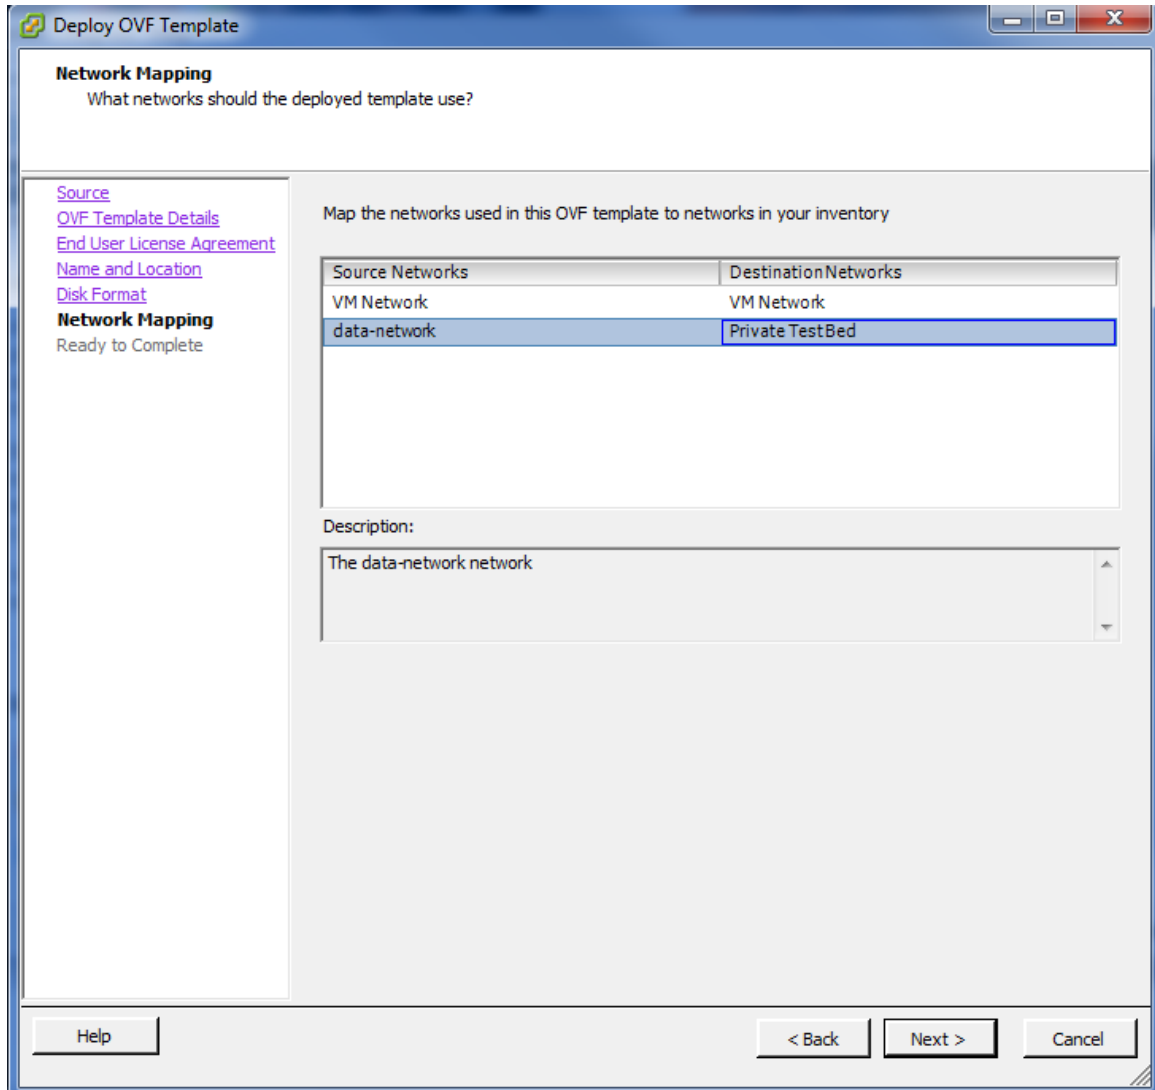 Deploy OVF Template
Network Mapping
What networks should the deployed template use?
Source
OVF Template Details
End User License Agreement
Name and Location
Disk Format
Network Mapping
Ready to Complete
Map the networks used in this OVF template to networks in your inventory
Source Networks DestinationNetworks
VM Network VM Network
data-network Private TestBed
Description:
The data-network network
Help < Back Next > Cancel